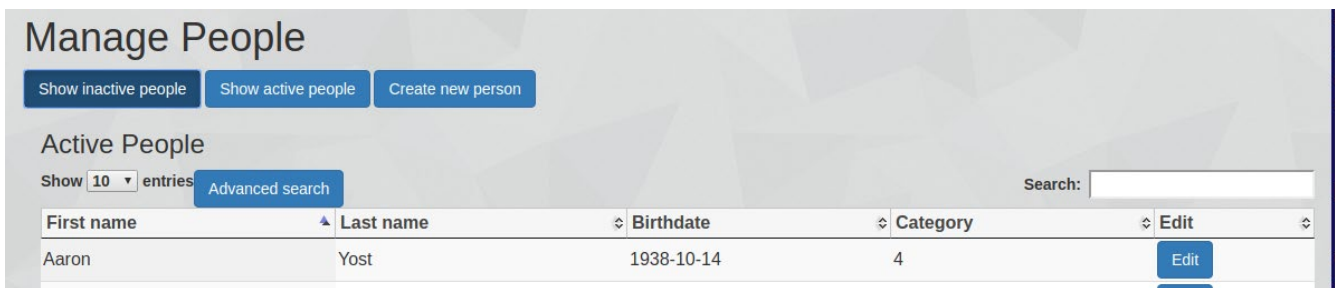 Manage People
Show inactive people Show active people Create new person
Active People
Show 10 entries Advanced search Search:
First name Last name Birthdate Category Edit
Aaron Yost 1938-10-14 4 Edit